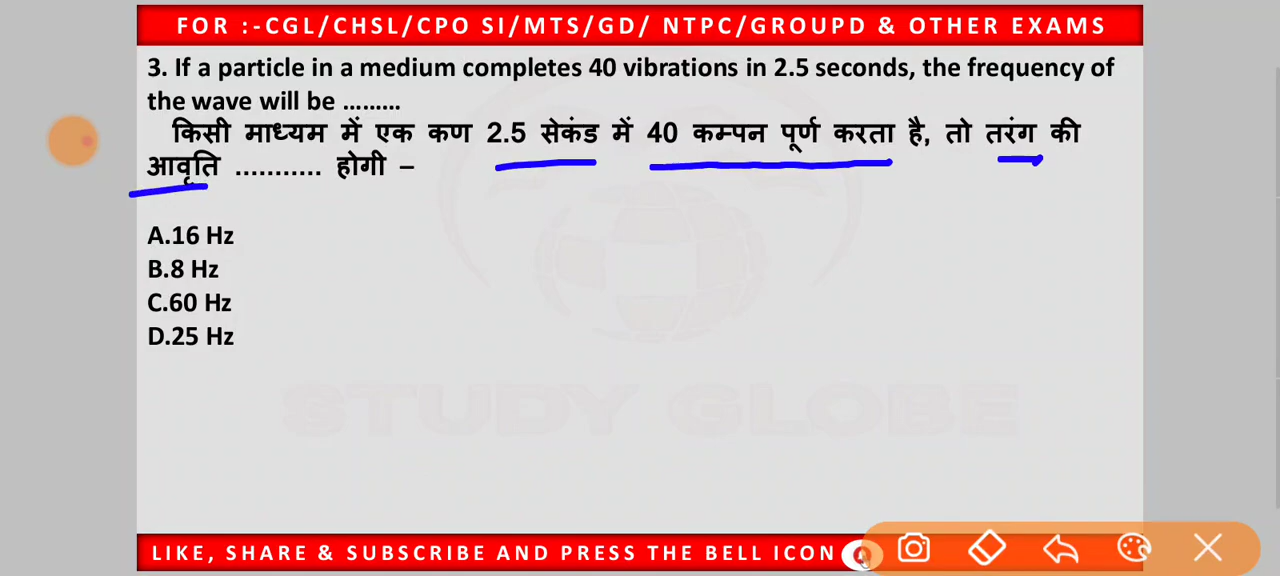 FOR :-CGL/CHSL/CPO SI/MTS/GD/ NTPC/GROUPD & OTHER EXAMS
3. If a particle in a medium completes 40 vibrations in 2.5 seconds, the frequency of
the wave will be .........
किसी माध्यम में एक कण 2.5 सेकंड में 40 कम्पन पूर्ण करता है, तो तरंग की
आवृति ........... होगी –
A.16 Hz
B.8 Hz
C.60 Hz
D.25 Hz
STUDY GLOBE
LIKE, SHARE & SUBSCRIBE AND PRESS THE BELL ICON